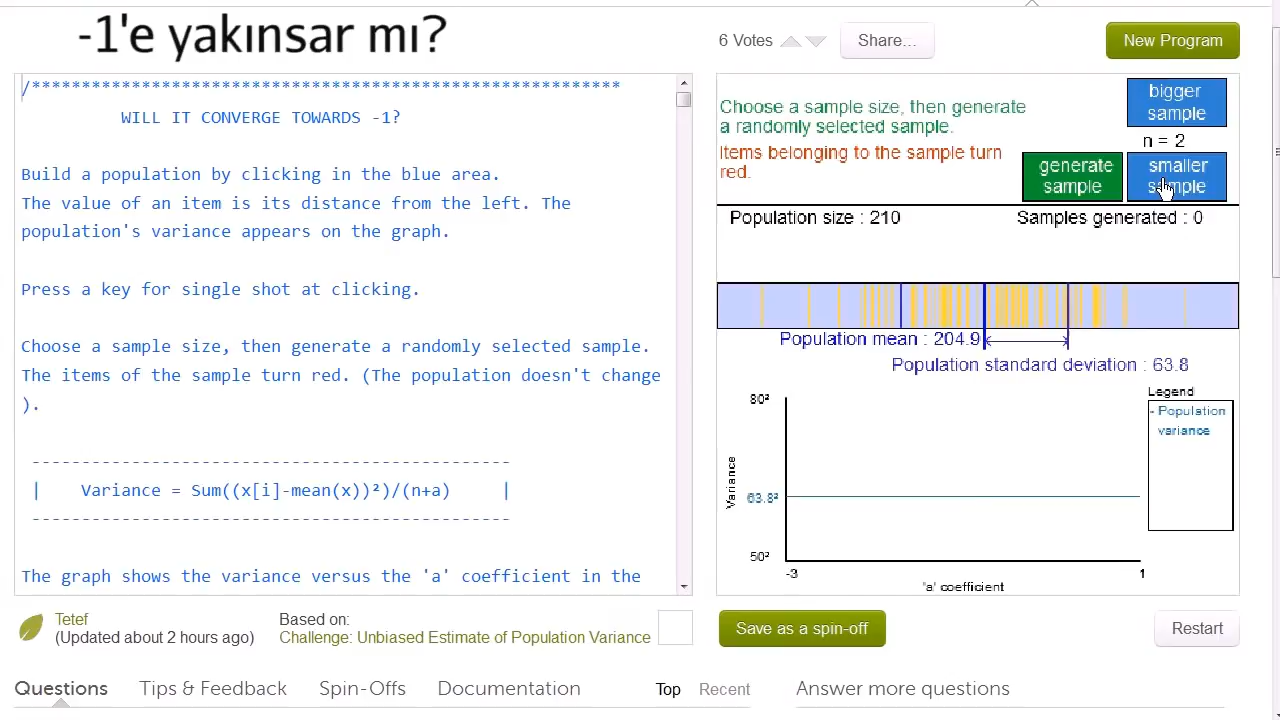 -1'e yakınsar mı?
6 Votes
Share...
New Program
/***********************************************************
WILL IT CONVERGE TOWARDS -1?
Build a population by clicking in the blue area.
The value of an item is its distance from the left. The
population's variance appears on the graph.
Press a key for single shot at clicking.
Choose a sample size, then generate a randomly selected sample.
The items of the sample turn red. (The population doesn't change
).
------------------------------------------------
| Variance = Sum((x[i]-mean(x))²)/(n+a) |
------------------------------------------------
The graph shows the variance versus the 'a' coefficient in the
Choose a sample size, then generate
a randomly selected sample.
Items belonging to the sample turn
red.
bigger
sample
n = 2
generate
sample
smaller
sample
Population size : 210
Samples generated : 0
Population mean : 204.9
Population standard deviation : 63.8
80²
Variance
63.8²
50²
-3
1
'a' coefficient
Legend
- Population
variance
Tetef
(Updated about 2 hours ago)
Based on:
Challenge: Unbiased Estimate of Population Variance
Save as a spin-off
Restart
Questions
Tips & Feedback
Spin-Offs
Documentation
Top
Recent
Answer more questions